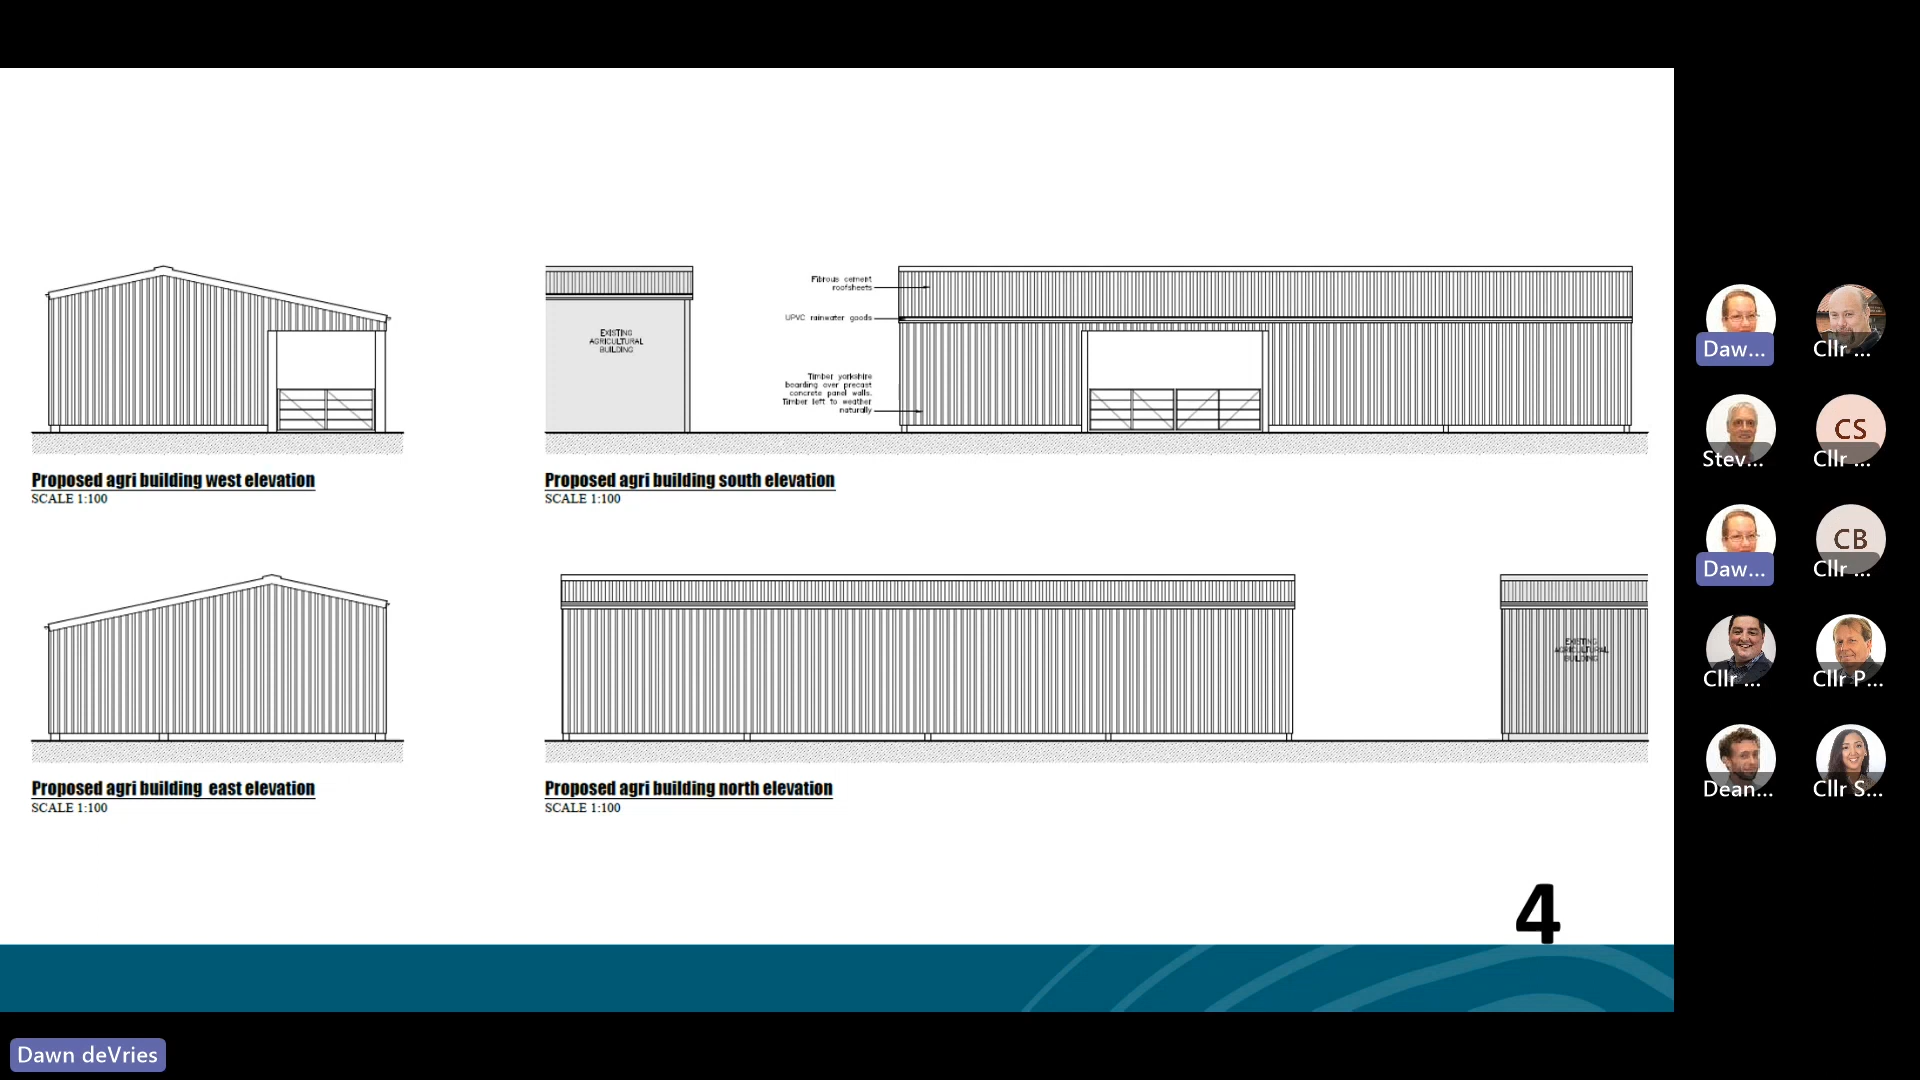 Fibrous cement
roofsheets
UPVC rainwater goods
EXISTING
AGRICULTURAL
BUILDING
Timber yorkshire
boarding over precast
concrete panel walls.
Timber left to weather
naturally
Proposed agri building west elevation
SCALE 1:100
Proposed agri building south elevation
SCALE 1:100
EXISTING
AGRICULTURAL
BUILDING
Proposed agri building east elevation
SCALE 1:100
Proposed agri building north elevation
SCALE 1:100
4
Daw...
Cllr ...
Stev...
CS
Cllr ...
Daw...
CB
Cllr ...
Cllr ...
Cllr P...
Dean...
Cllr S...
Dawn deVries